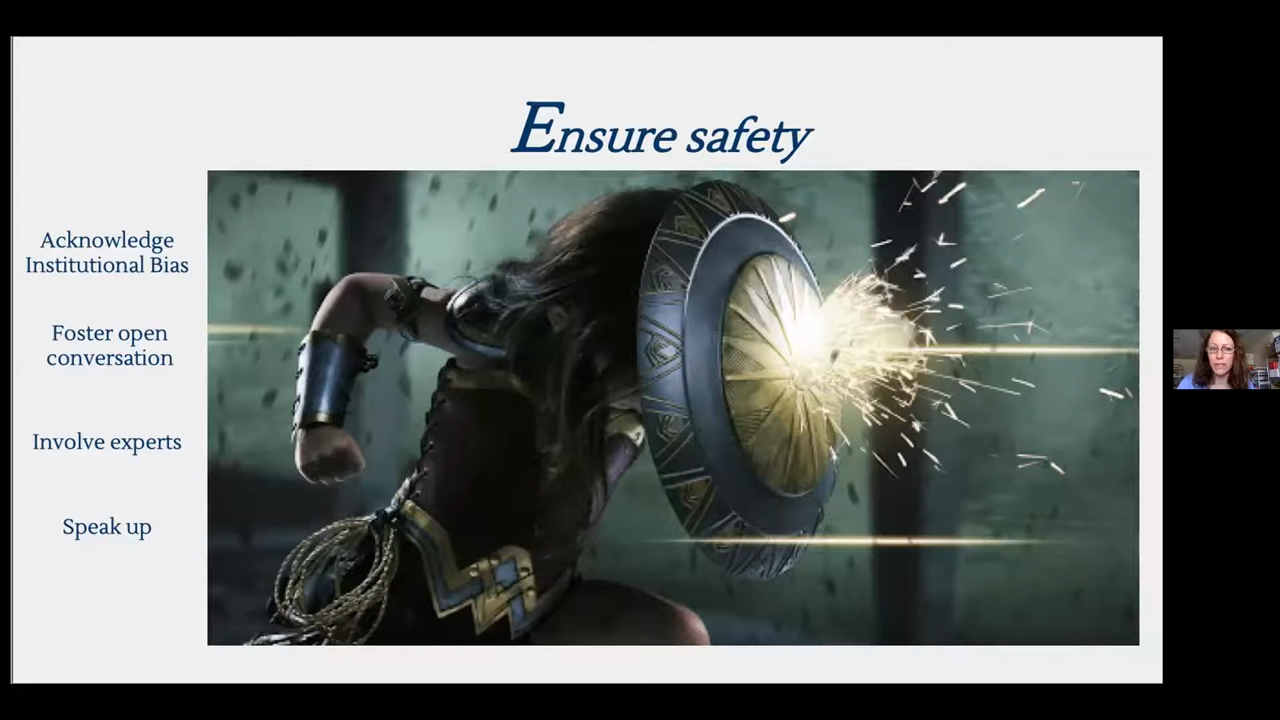 Ensure safety
Acknowledge
Institutional Bias
Foster open
conversation
Involve experts
Speak up